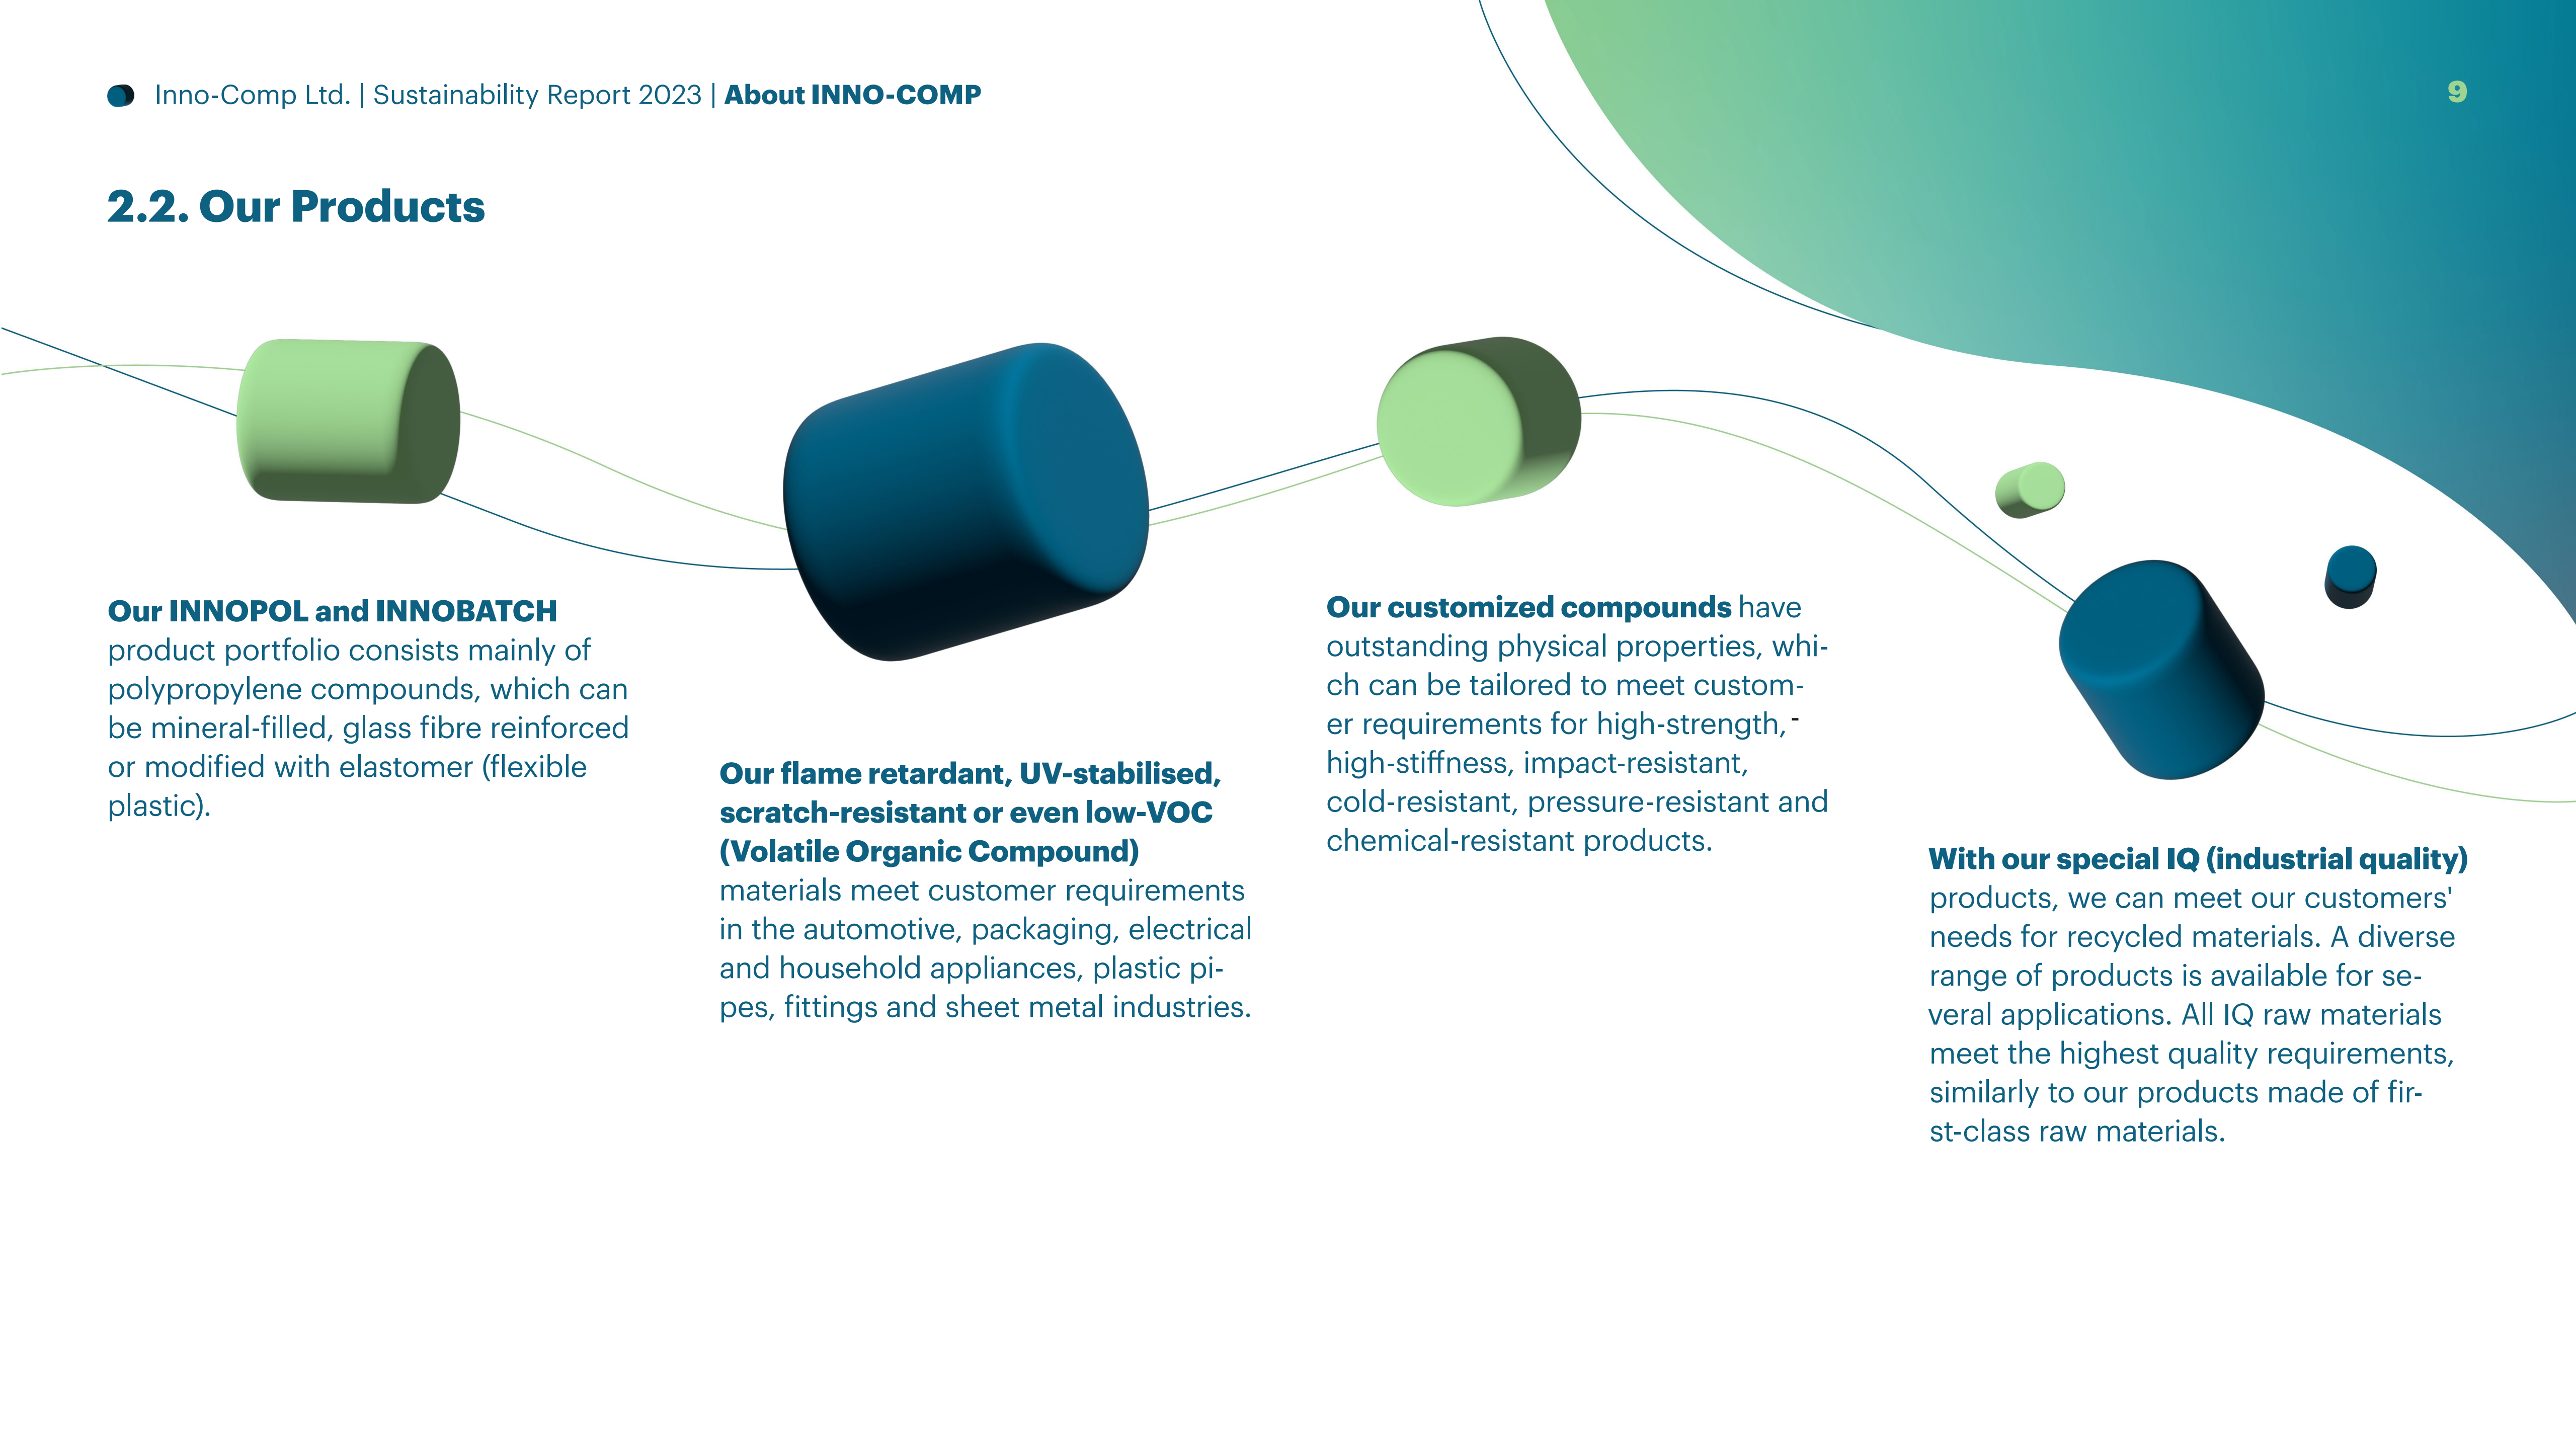 Inno-Comp Ltd. | Sustainability Report 2023 | About INNO-COMP
9
2.2. Our Products
Our INNOPOL and INNOBATCH
product portfolio consists mainly of
polypropylene compounds, which can
be mineral-filled, glass fibre reinforced
or modified with elastomer (flexible
plastic).
Our flame retardant, UV-stabilised,
scratch-resistant or even low-VOC
(Volatile Organic Compound)
materials meet customer requirements
in the automotive, packaging, electrical
and household appliances, plastic pi-
pes, fittings and sheet metal industries.
Our customized compounds have
outstanding physical properties, whi-
ch can be tailored to meet custom-
er requirements for high-strength, -
high-stiffness, impact-resistant,
cold-resistant, pressure-resistant and
chemical-resistant products.
With our special IQ (industrial quality)
products, we can meet our customers'
needs for recycled materials. A diverse
range of products is available for se-
veral applications. All IQ raw materials
meet the highest quality requirements,
similarly to our products made of fir-
st-class raw materials.